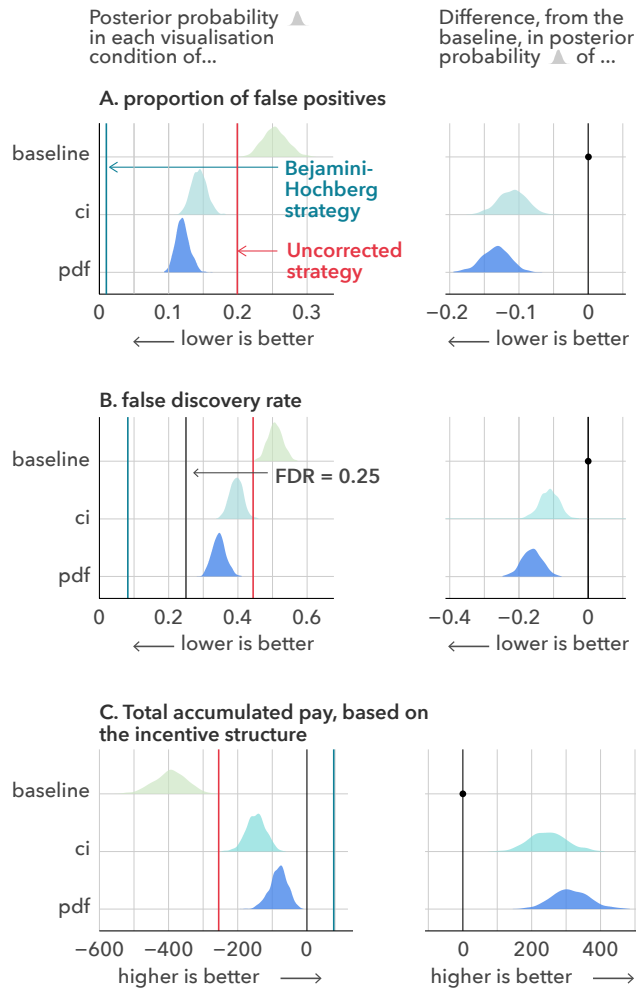 Posterior probability
in each visualisation
condition of...
Difference, from the
baseline, in posterior
probability of ...
A. proportion of false positives
baseline
ci
pdf
Bejamini-
Hochberg
strategy
Uncorrected
strategy
0 0.1 0.2 0.3
lower is better
−0.2 −0.1 0
lower is better
B. false discovery rate
baseline
ci
pdf
FDR = 0.25
0 0.2 0.4 0.6
lower is better
−0.4 −0.2 0
lower is better
C. Total accumulated pay, based on
the incentive structure
baseline
ci
pdf
−600 −400 −200 0
higher is better
0 200 400
higher is better